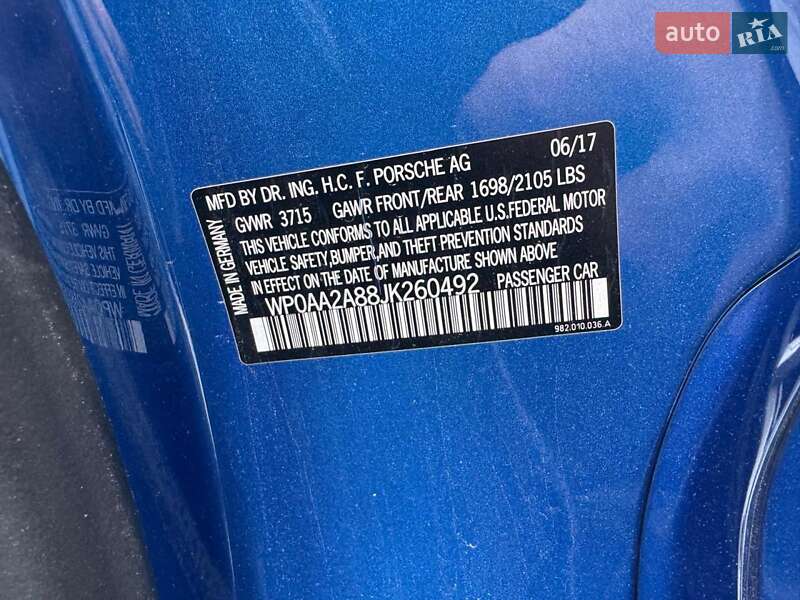 auto RIA
MFD BY DR. ING. H.C. F. PORSCHE AG 06/17
GVWR 3715 GAWR FRONT/REAR 1698/2105 LBS
THIS VEHICLE CONFORMS TO ALL APPLICABLE U.S.FEDERAL MOTOR
VEHICLE SAFETY,BUMPER,AND THEFT PREVENTION STANDARDS
IN EFFECT ON THE DATE OF MANUFACTURE SHOWN ABOVE
WP0AA2A88JK260492 PASSENGER CAR
982.010.036.A
MADE IN GERMANY